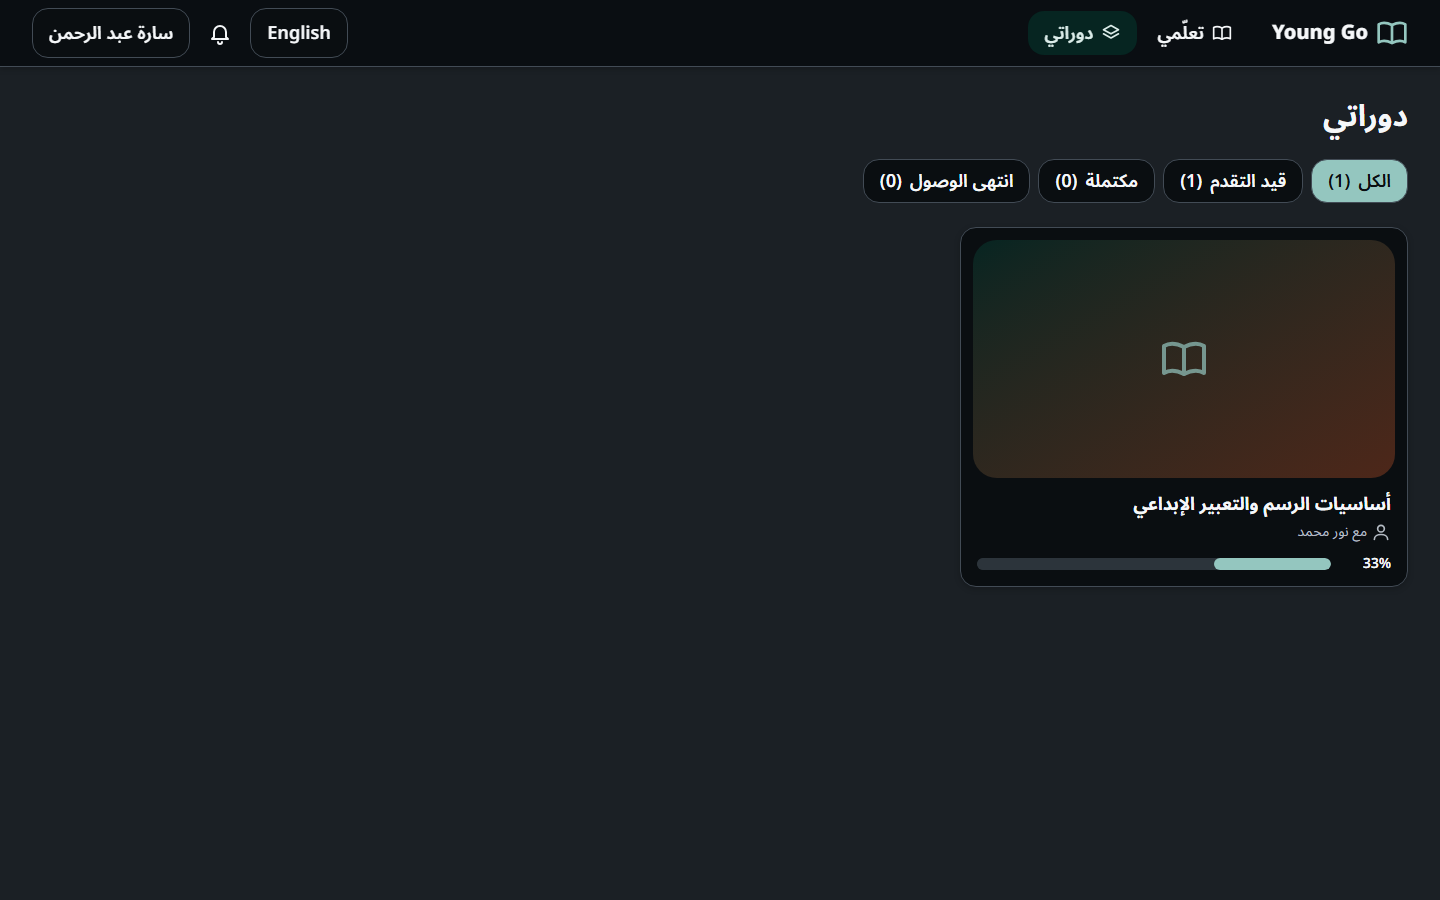 Young Go
تعلّمي
دوراتي
English
سارة عبد الرحمن
دوراتي
الكل (1)
قيد التقدم (1)
مكتملة (0)
انتهى الوصول (0)
أساسيات الرسم والتعبير الإبداعي
مع نور محمد
33%